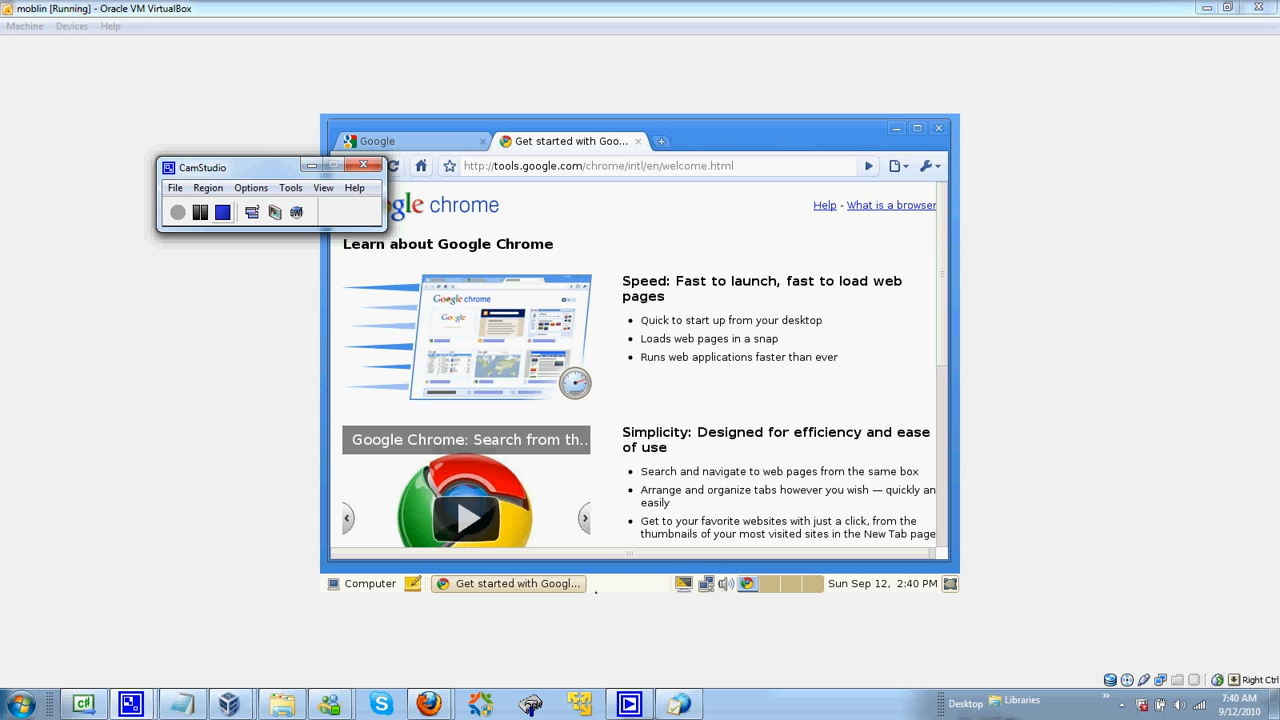 moblin [Running] - Oracle VM VirtualBox
Machine Devices Help
Google
Get started with Goo...
CamStudio
http://tools.google.com/chrome/intl/en/welcome.html
File Region Options Tools View Help
gle chrome
Help - What is a browser
Learn about Google Chrome
Google chrome
Speed: Fast to launch, fast to load web
pages
Quick to start up from your desktop
Loads web pages in a snap
Runs web applications faster than ever
Google Chrome: Search from th..
Simplicity: Designed for efficiency and ease
of use
Search and navigate to web pages from the same box
Arrange and organize tabs however you wish — quickly an
easily
Get to your favorite websites with just a click, from the
thumbnails of your most visited sites in the New Tab page
Computer
Get started with Googl...
Sun Sep 12, 2:40 PM
Right Ctrl
Desktop
Libraries
7:40 AM
9/12/2010